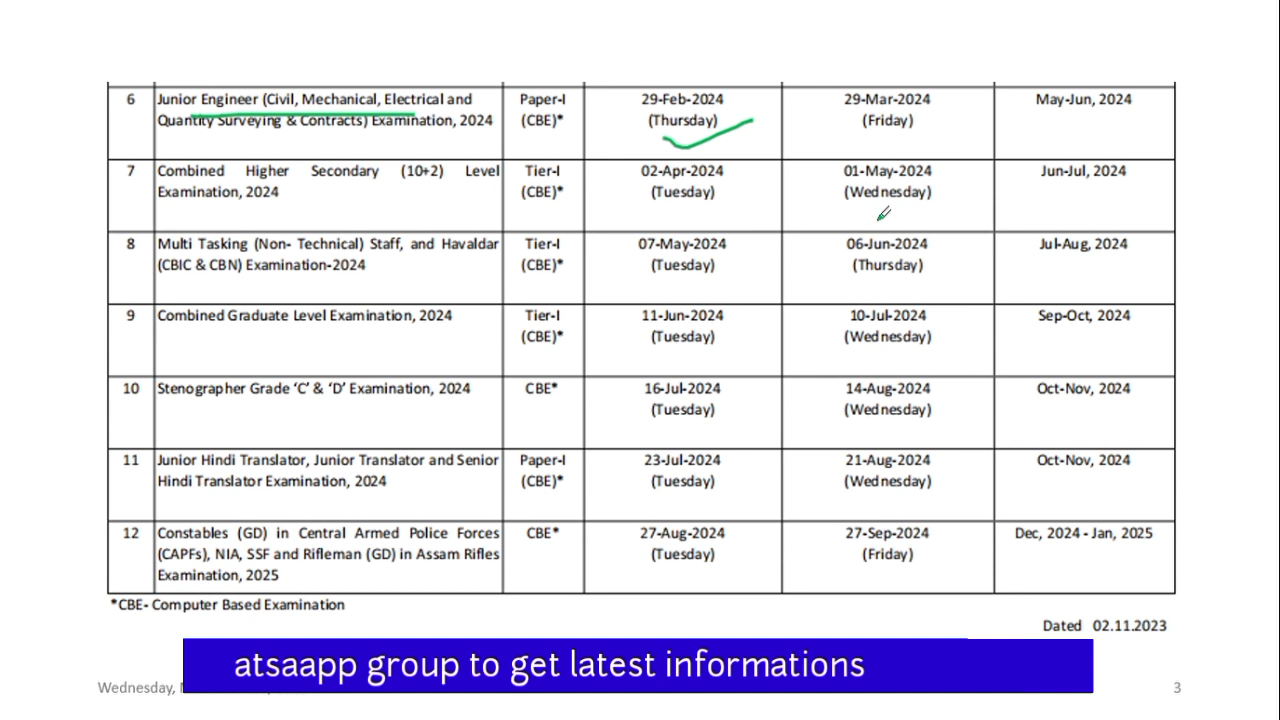 6 Junior Engineer (Civil, Mechanical, Electrical and Paper-I 29-Feb-2024 29-Mar-2024 May-Jun, 2024
Quantity Surveying & Contracts) Examination, 2024 (CBE)* (Thursday) (Friday)
7 Combined Higher Secondary (10+2) Level Tier-I 02-Apr-2024 01-May-2024 Jun-Jul, 2024
Examination, 2024 (CBE)* (Tuesday) (Wednesday)
8 Multi Tasking (Non- Technical) Staff, and Havaldar Tier-I 07-May-2024 06-Jun-2024 Jul-Aug, 2024
(CBIC & CBN) Examination-2024 (CBE)* (Tuesday) (Thursday)
9 Combined Graduate Level Examination, 2024 Tier-I 11-Jun-2024 10-Jul-2024 Sep-Oct, 2024
(CBE)* (Tuesday) (Wednesday)
10 Stenographer Grade ‘C’ & ‘D’ Examination, 2024 CBE* 16-Jul-2024 14-Aug-2024 Oct-Nov, 2024
(Tuesday) (Wednesday)
11 Junior Hindi Translator, Junior Translator and Senior Paper-I 23-Jul-2024 21-Aug-2024 Oct-Nov, 2024
Hindi Translator Examination, 2024 (CBE)* (Tuesday) (Wednesday)
12 Constables (GD) in Central Armed Police Forces CBE* 27-Aug-2024 27-Sep-2024 Dec, 2024 - Jan, 2025
(CAPFs), NIA, SSF and Rifleman (GD) in Assam Rifles (Tuesday) (Friday)
Examination, 2025
*CBE- Computer Based Examination
Dated 02.11.2023
atsaapp group to get latest informations
Wednesday, 3